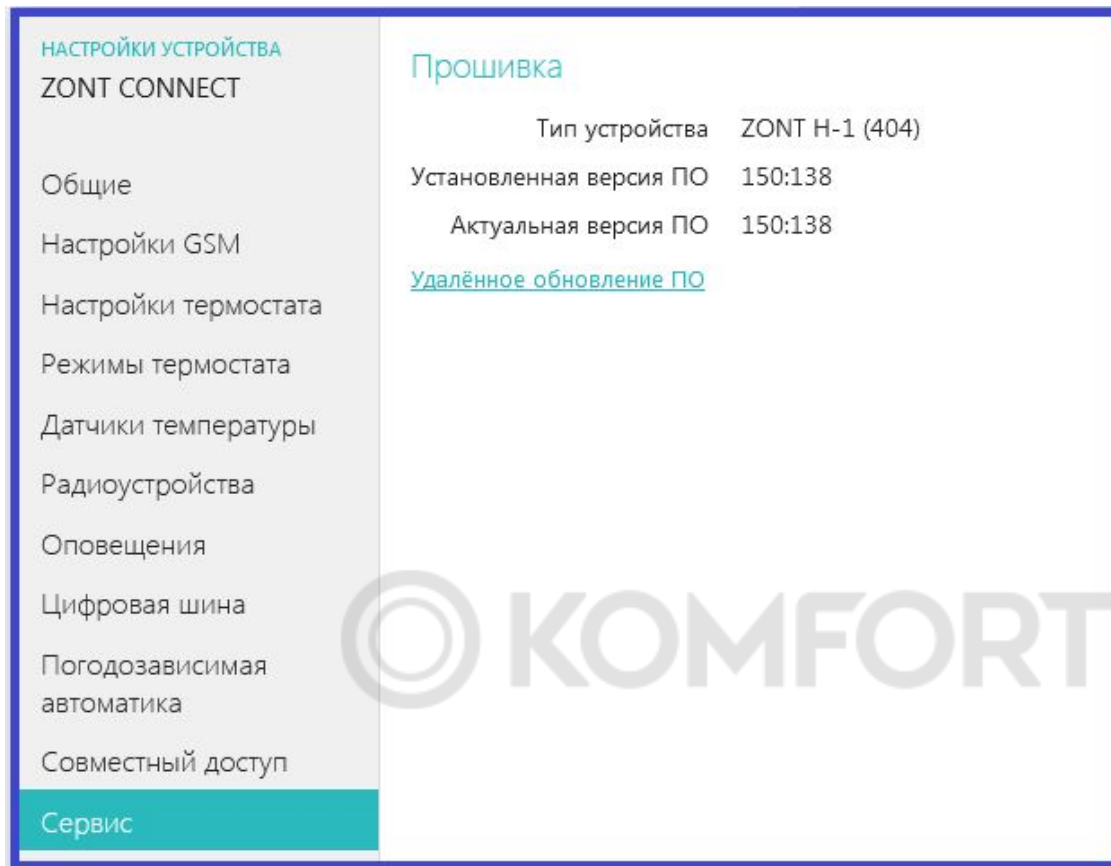 НАСТРОЙКИ УСТРОЙСТВА
ZONT CONNECT
Общие
Настройки GSM
Настройки термостата
Режимы термостата
Датчики температуры
Радиоустройства
Оповещения
Цифровая шина
Погодозависимая
автоматика
Совместный доступ
Сервис
Прошивка
Тип устройства ZONT H-1 (404)
Установленная версия ПО 150:138
Актуальная версия ПО 150:138
Удалённое обновление ПО
KOMFORT